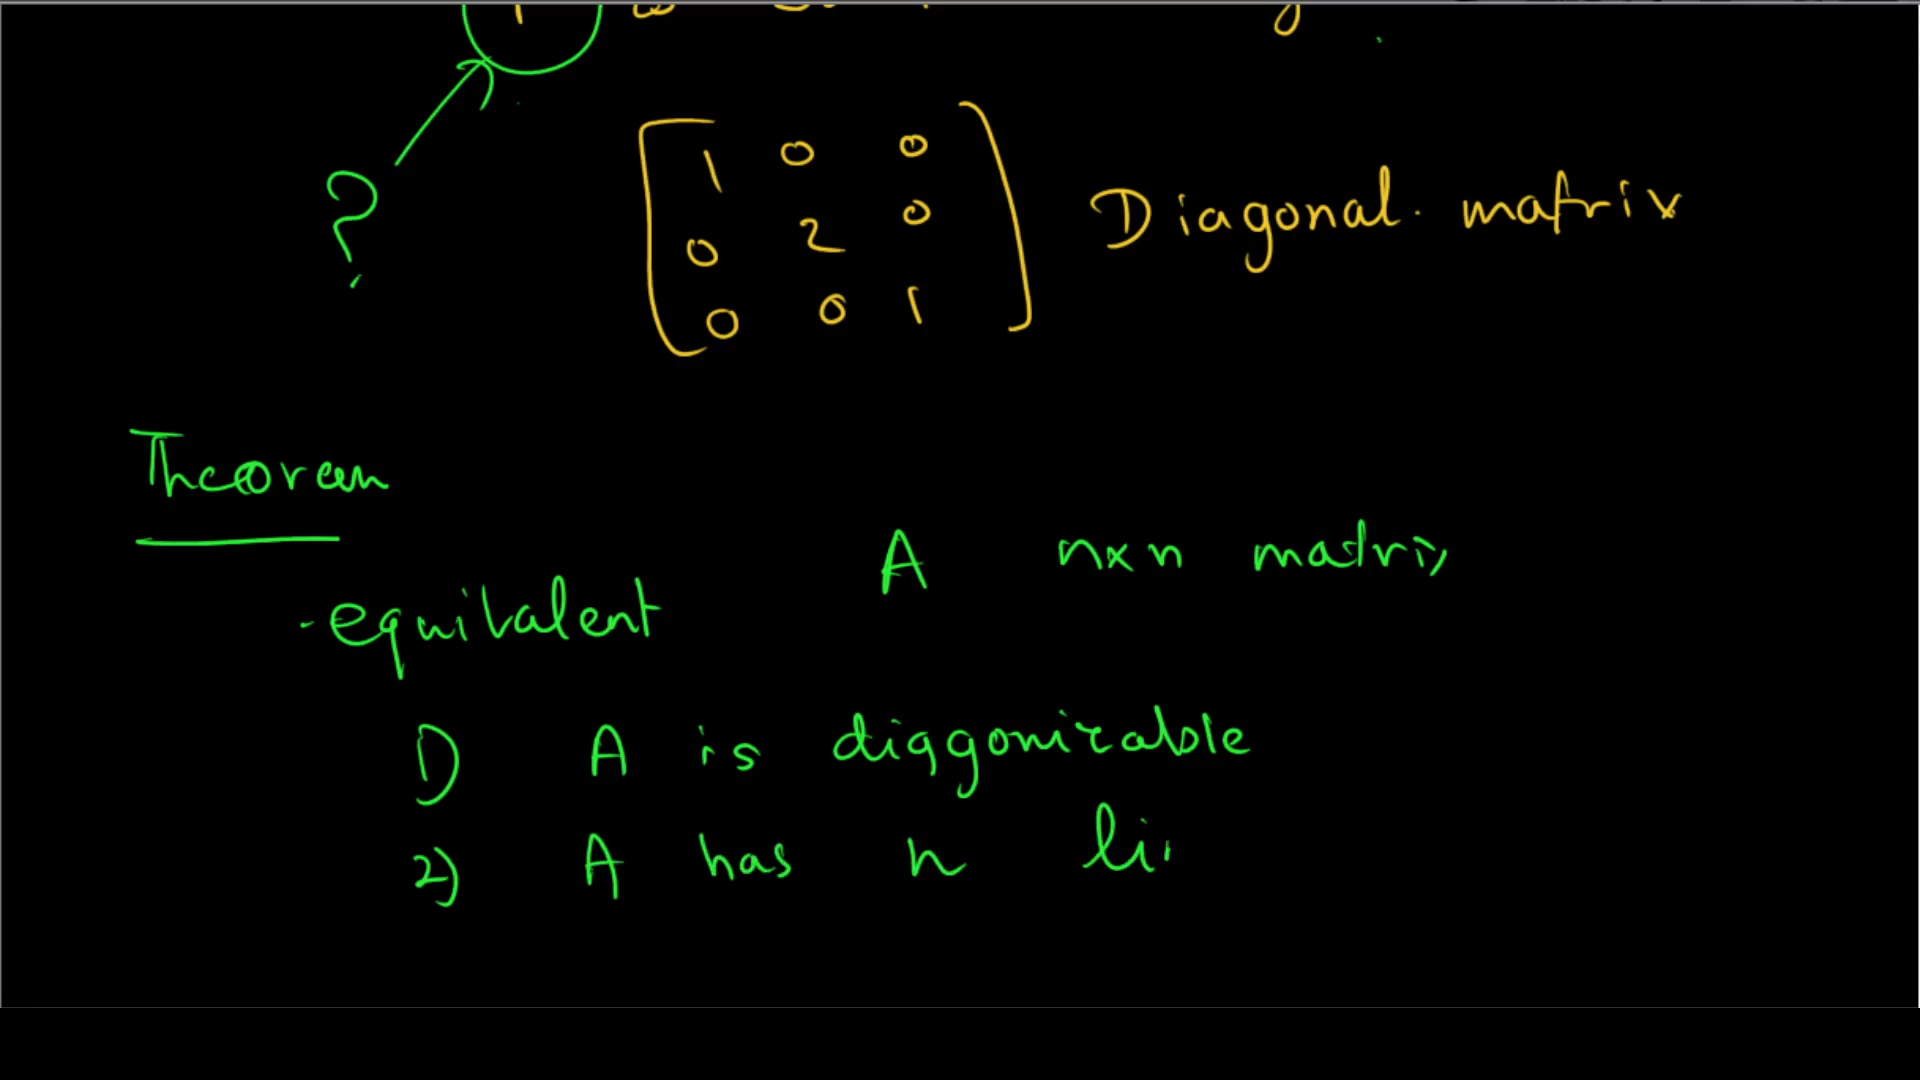 ?
1 0 0
0 2 0 Diagonal matrix
0 0 1
Theorem
A nxn matrix
equivalent
1) A is diagonizable
2) A has n li